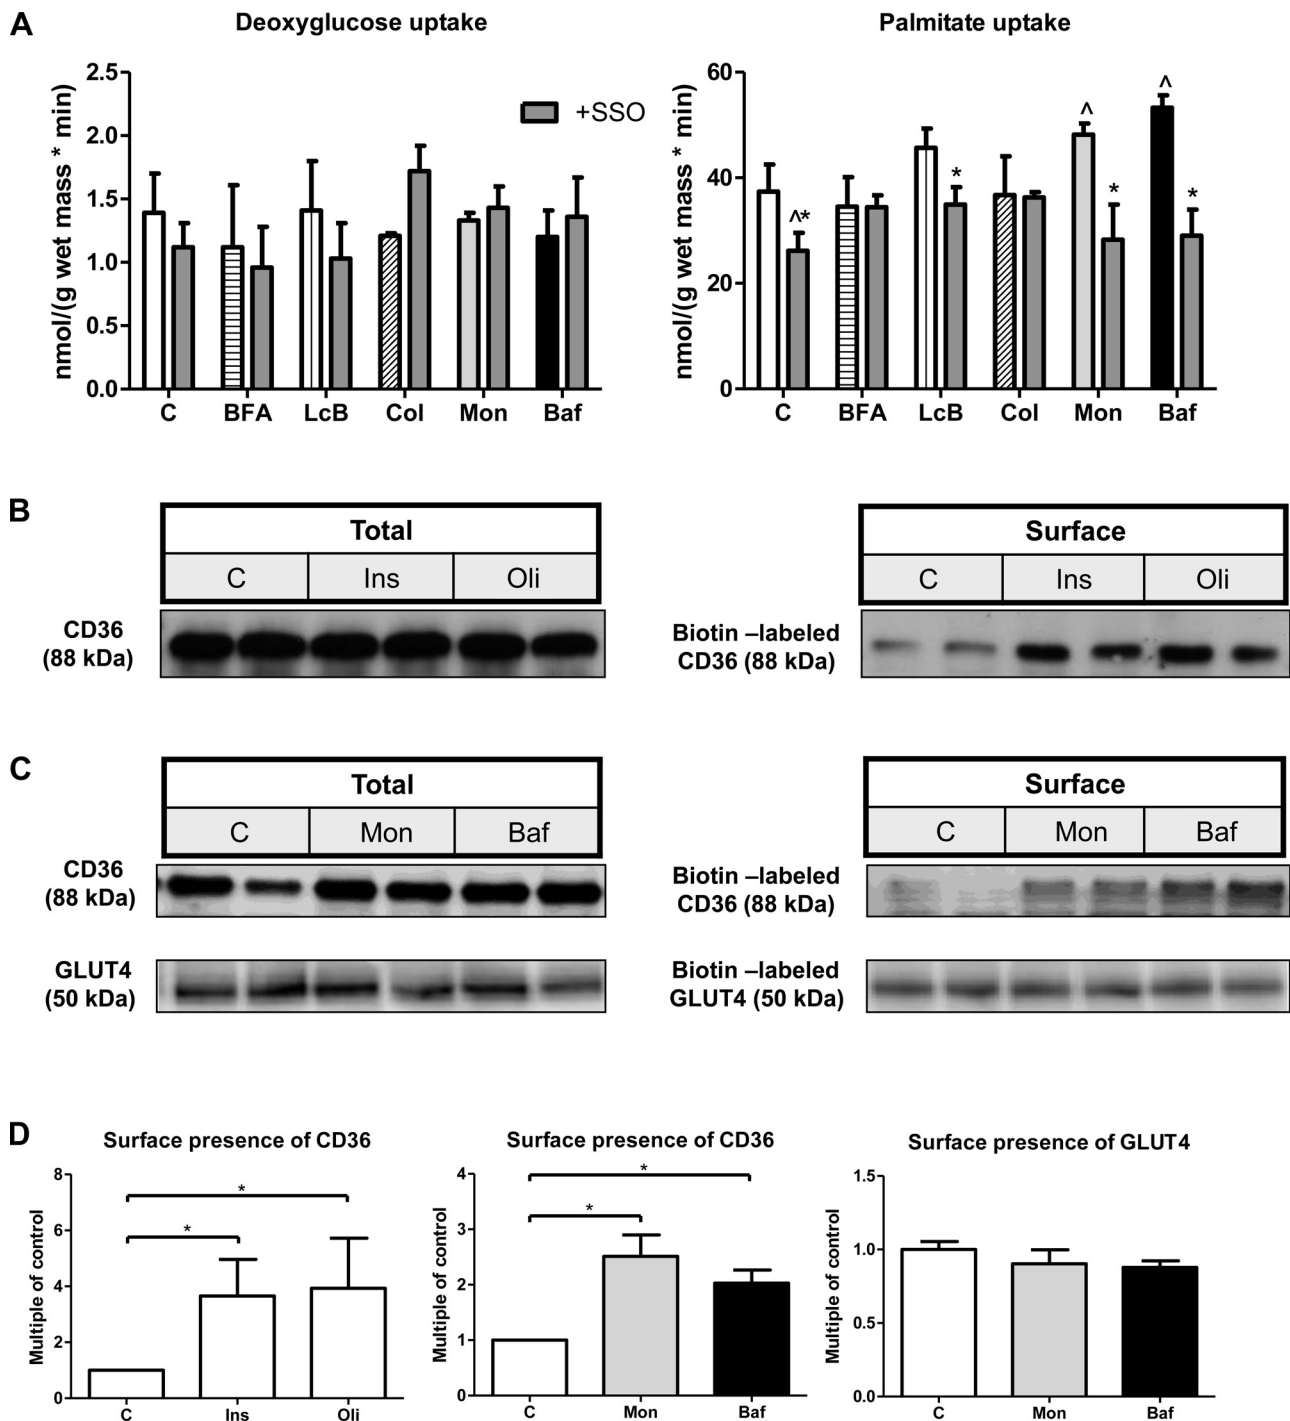 A
Deoxyglucose uptake
Palmitate uptake
nmol/(g wet mass * min)
2.5
2.0
1.5
1.0
0.5
0.0
+SSO
C BFA LcB Col Mon Baf
nmol/(g wet mass * min)
60
40
20
0
^*
*
^
*
^
*
C BFA LcB Col Mon Baf
B
Total
C Ins Oli
CD36
(88 kDa)
Surface
C Ins Oli
Biotin –labeled
CD36 (88 kDa)
C
Total
C Mon Baf
CD36
(88 kDa)
GLUT4
(50 kDa)
Surface
C Mon Baf
Biotin –labeled
CD36 (88 kDa)
Biotin –labeled
GLUT4 (50 kDa)
D
Surface presence of CD36
Multiple of control
8
6
4
2
0
*
*
C Ins Oli
Surface presence of CD36
Multiple of control
4
3
2
1
0
*
*
C Mon Baf
Surface presence of GLUT4
Multiple of control
1.5
1.0
0.5
0.0
C Mon Baf